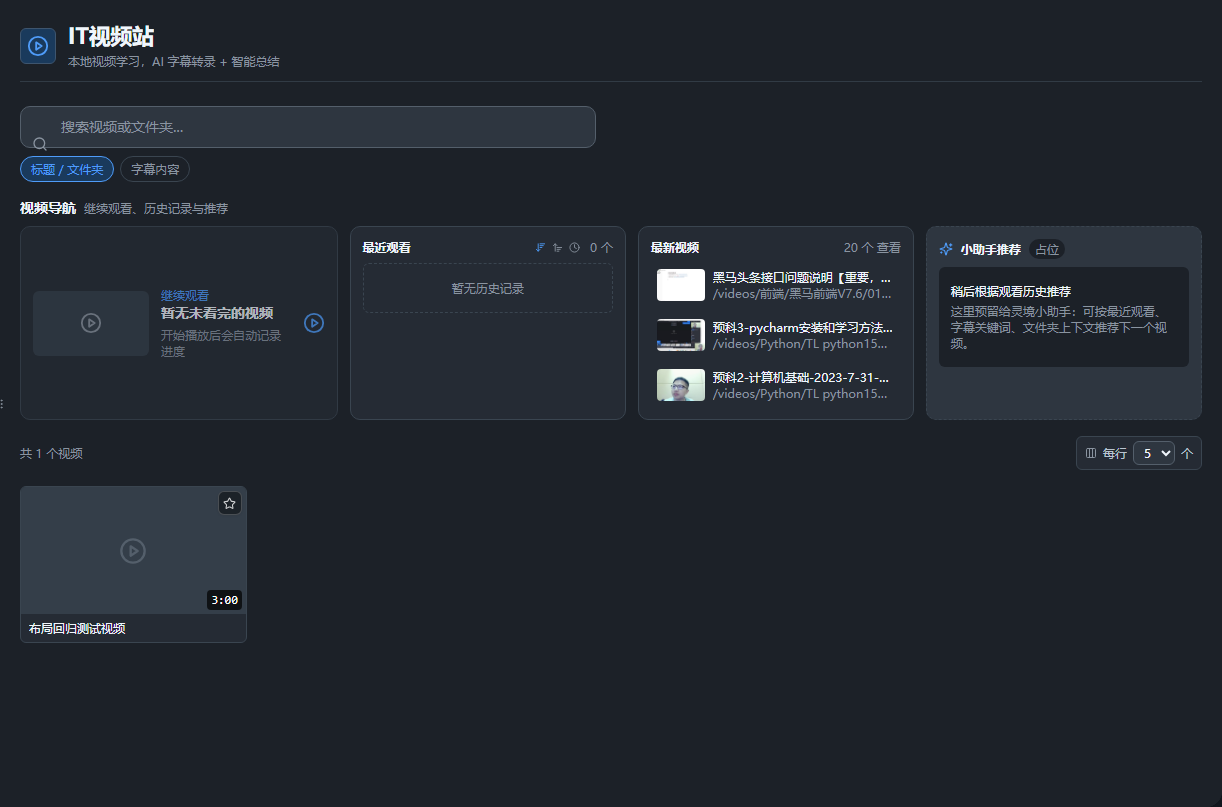 IT视频站
本地视频学习，AI 字幕转录 + 智能总结
搜索视频或文件夹...
标题 / 文件夹
字幕内容
视频导航 继续观看、历史记录与推荐
继续观看
暂无未看完的视频
开始播放后会自动记录
进度
最近观看
0 个
暂无历史记录
最新视频
20 个 查看
黑马头条接口问题说明【重要，...
/videos/前端/黑马前端V7.6/01...
预科3-pycharm安装和学习方法...
/videos/Python/TL python15...
预科2-计算机基础-2023-7-31-...
/videos/Python/TL python15...
小助手推荐 占位
稍后根据观看历史推荐
这里预留给灵境小助手：可按最近观看、
字幕关键词、文件夹上下文推荐下一个视
频。
共 1 个视频
每行 5 个
3:00
布局回归测试视频